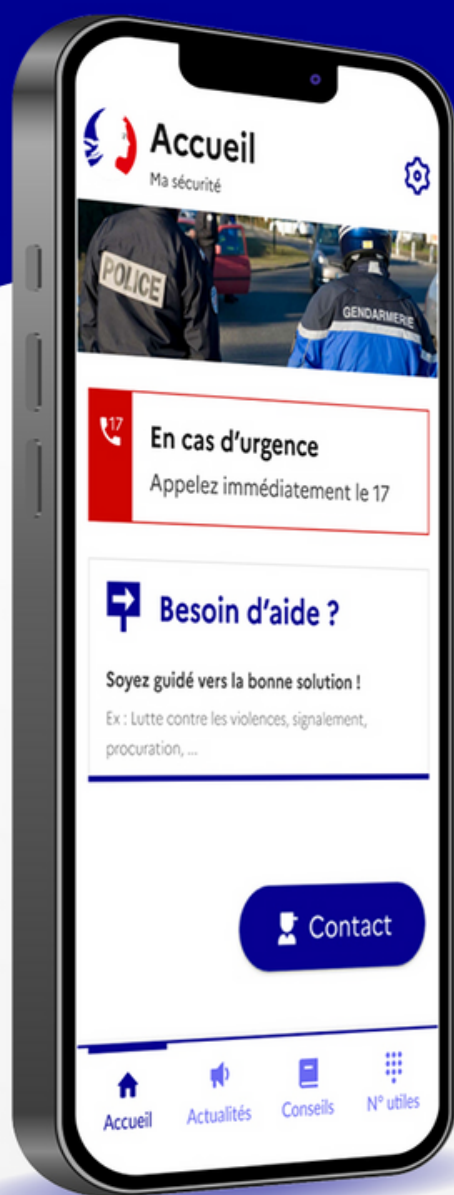 Accueil
Ma sécurité
POLICE
GENDARMERIE
17
En cas d'urgence
Appelez immédiatement le 17
Besoin d'aide ?
Soyez guidé vers la bonne solution !
Ex : Lutte contre les violences, signalement,
procuration, ...
Contact
Accueil
Actualités
Conseils
N° utiles